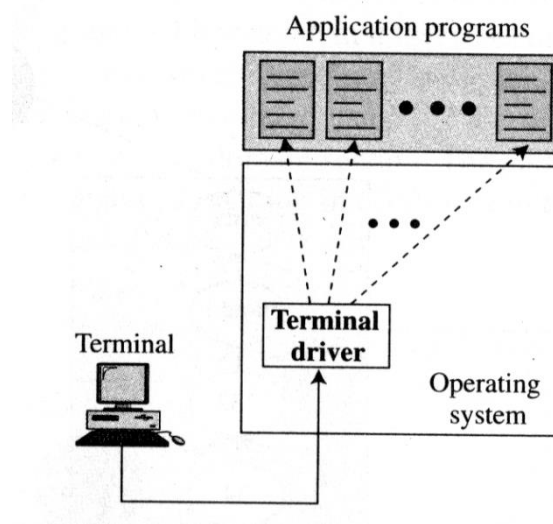 Application programs
Terminal
driver
Terminal
Operating
system